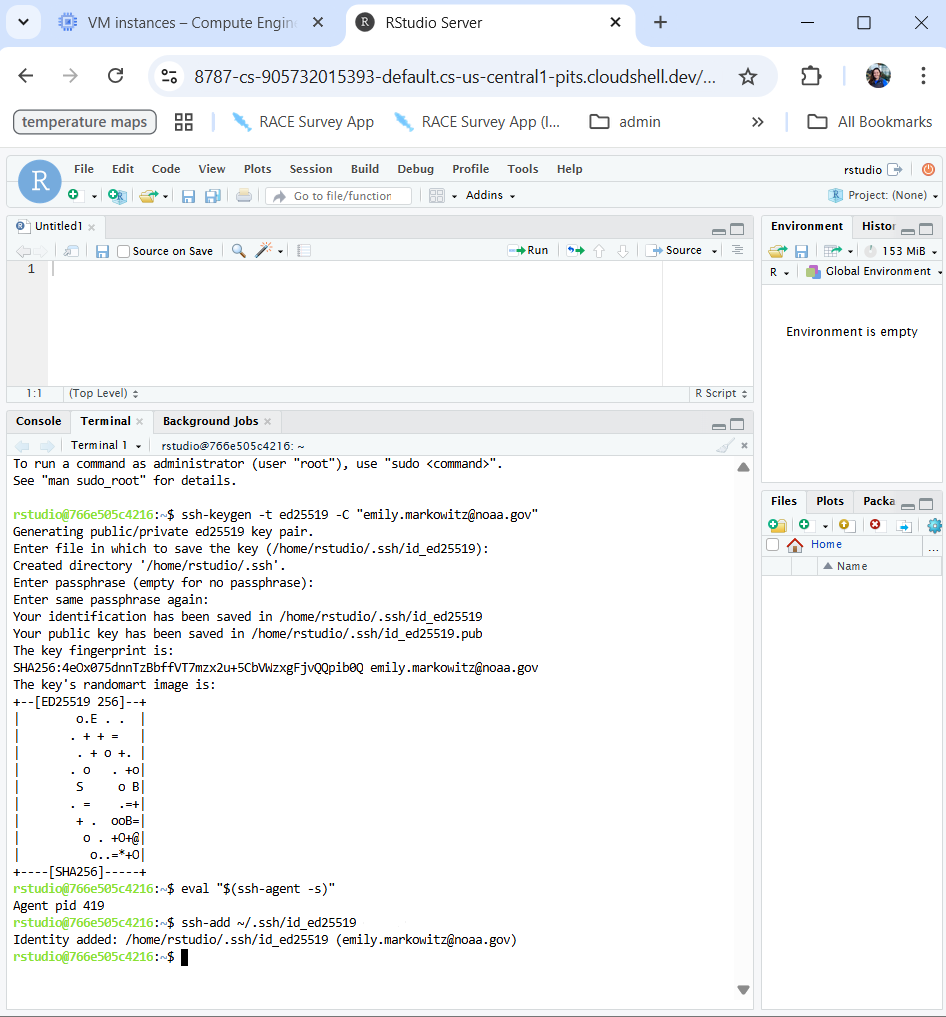 VM instances – Compute Engin
RStudio Server
8787-cs-905732015393-default.cs-us-central1-pits.cloudshell.dev/...
temperature maps
RACE Survey App
RACE Survey App (I...
admin
All Bookmarks
R
File Edit Code View Plots Session Build Debug Profile Tools Help
rstudio
Go to file/function
Addins
Project: (None)
Untitled1
Source on Save
Run
Source
1
1:1
(Top Level)
R Script
Environment
Histor
153 MiB
R
Global Environment
Environment is empty
Console
Terminal
Background Jobs
Terminal 1
rstudio@766e505c4216: ~
To run a command as administrator (user "root"), use "sudo <command>".
See "man sudo_root" for details.
rstudio@766e505c4216:~$ ssh-keygen -t ed25519 -C "emily.markowitz@noaa.gov"
Generating public/private ed25519 key pair.
Enter file in which to save the key (/home/rstudio/.ssh/id_ed25519):
Created directory '/home/rstudio/.ssh'.
Enter passphrase (empty for no passphrase):
Enter same passphrase again:
Your identification has been saved in /home/rstudio/.ssh/id_ed25519
Your public key has been saved in /home/rstudio/.ssh/id_ed25519.pub
The key fingerprint is:
SHA256:4eOx075dnnTzBbffVT7mzx2u+5CbVWzxgFjvQQpib0Q emily.markowitz@noaa.gov
The key's randomart image is:
+--[ED25519 256]--+
|        o.E . .  |
|       . + + =   |
|        . + o +. |
|       . o   . +o|
|        S     o B|
|       . =    .=+|
|        + .  ooB=|
|         o . +O+@|
|          o..=*+O|
+----[SHA256]-----+
rstudio@766e505c4216:~$ eval "$(ssh-agent -s)"
Agent pid 419
rstudio@766e505c4216:~$ ssh-add ~/.ssh/id_ed25519
Identity added: /home/rstudio/.ssh/id_ed25519 (emily.markowitz@noaa.gov)
rstudio@766e505c4216:~$
Files
Plots
Packa
Home
...
Name